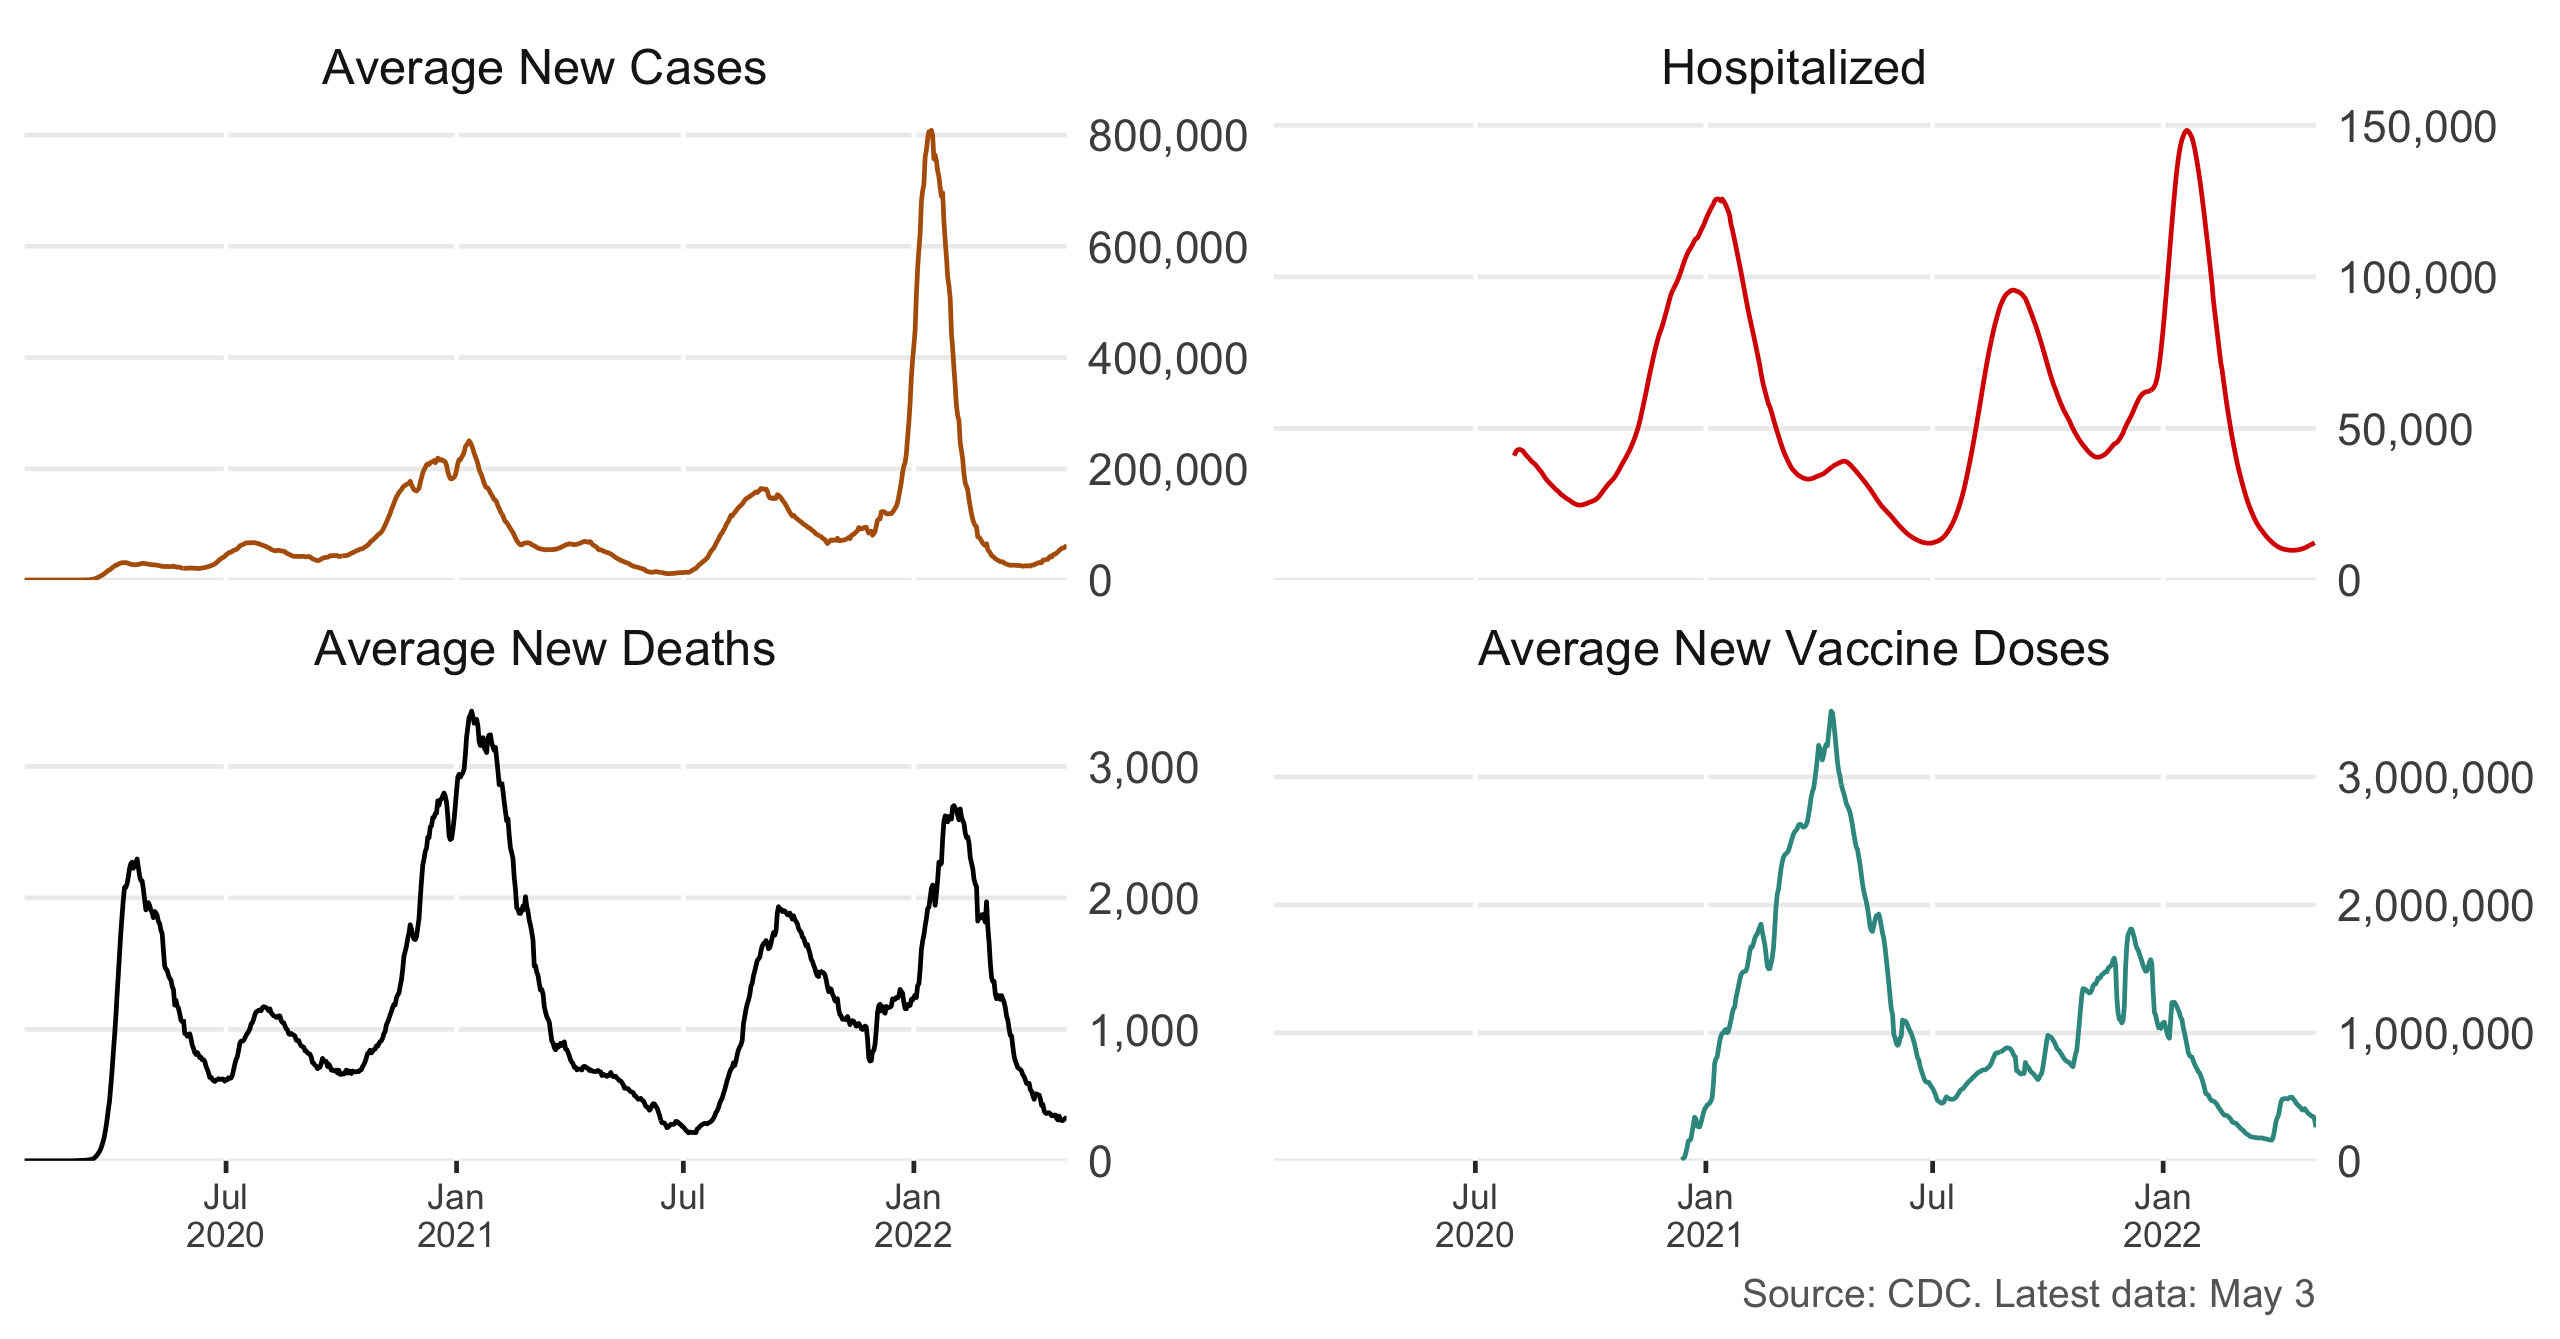 Average New Cases
800,000
600,000
400,000
200,000
0
Hospitalized
150,000
100,000
50,000
0
Average New Deaths
3,000
2,000
1,000
0
Jul Jan Jul Jan
2020 2021 2022
Average New Vaccine Doses
3,000,000
2,000,000
1,000,000
0
Jul Jan Jul Jan
2020 2021 2022
Source: CDC. Latest data: May 3